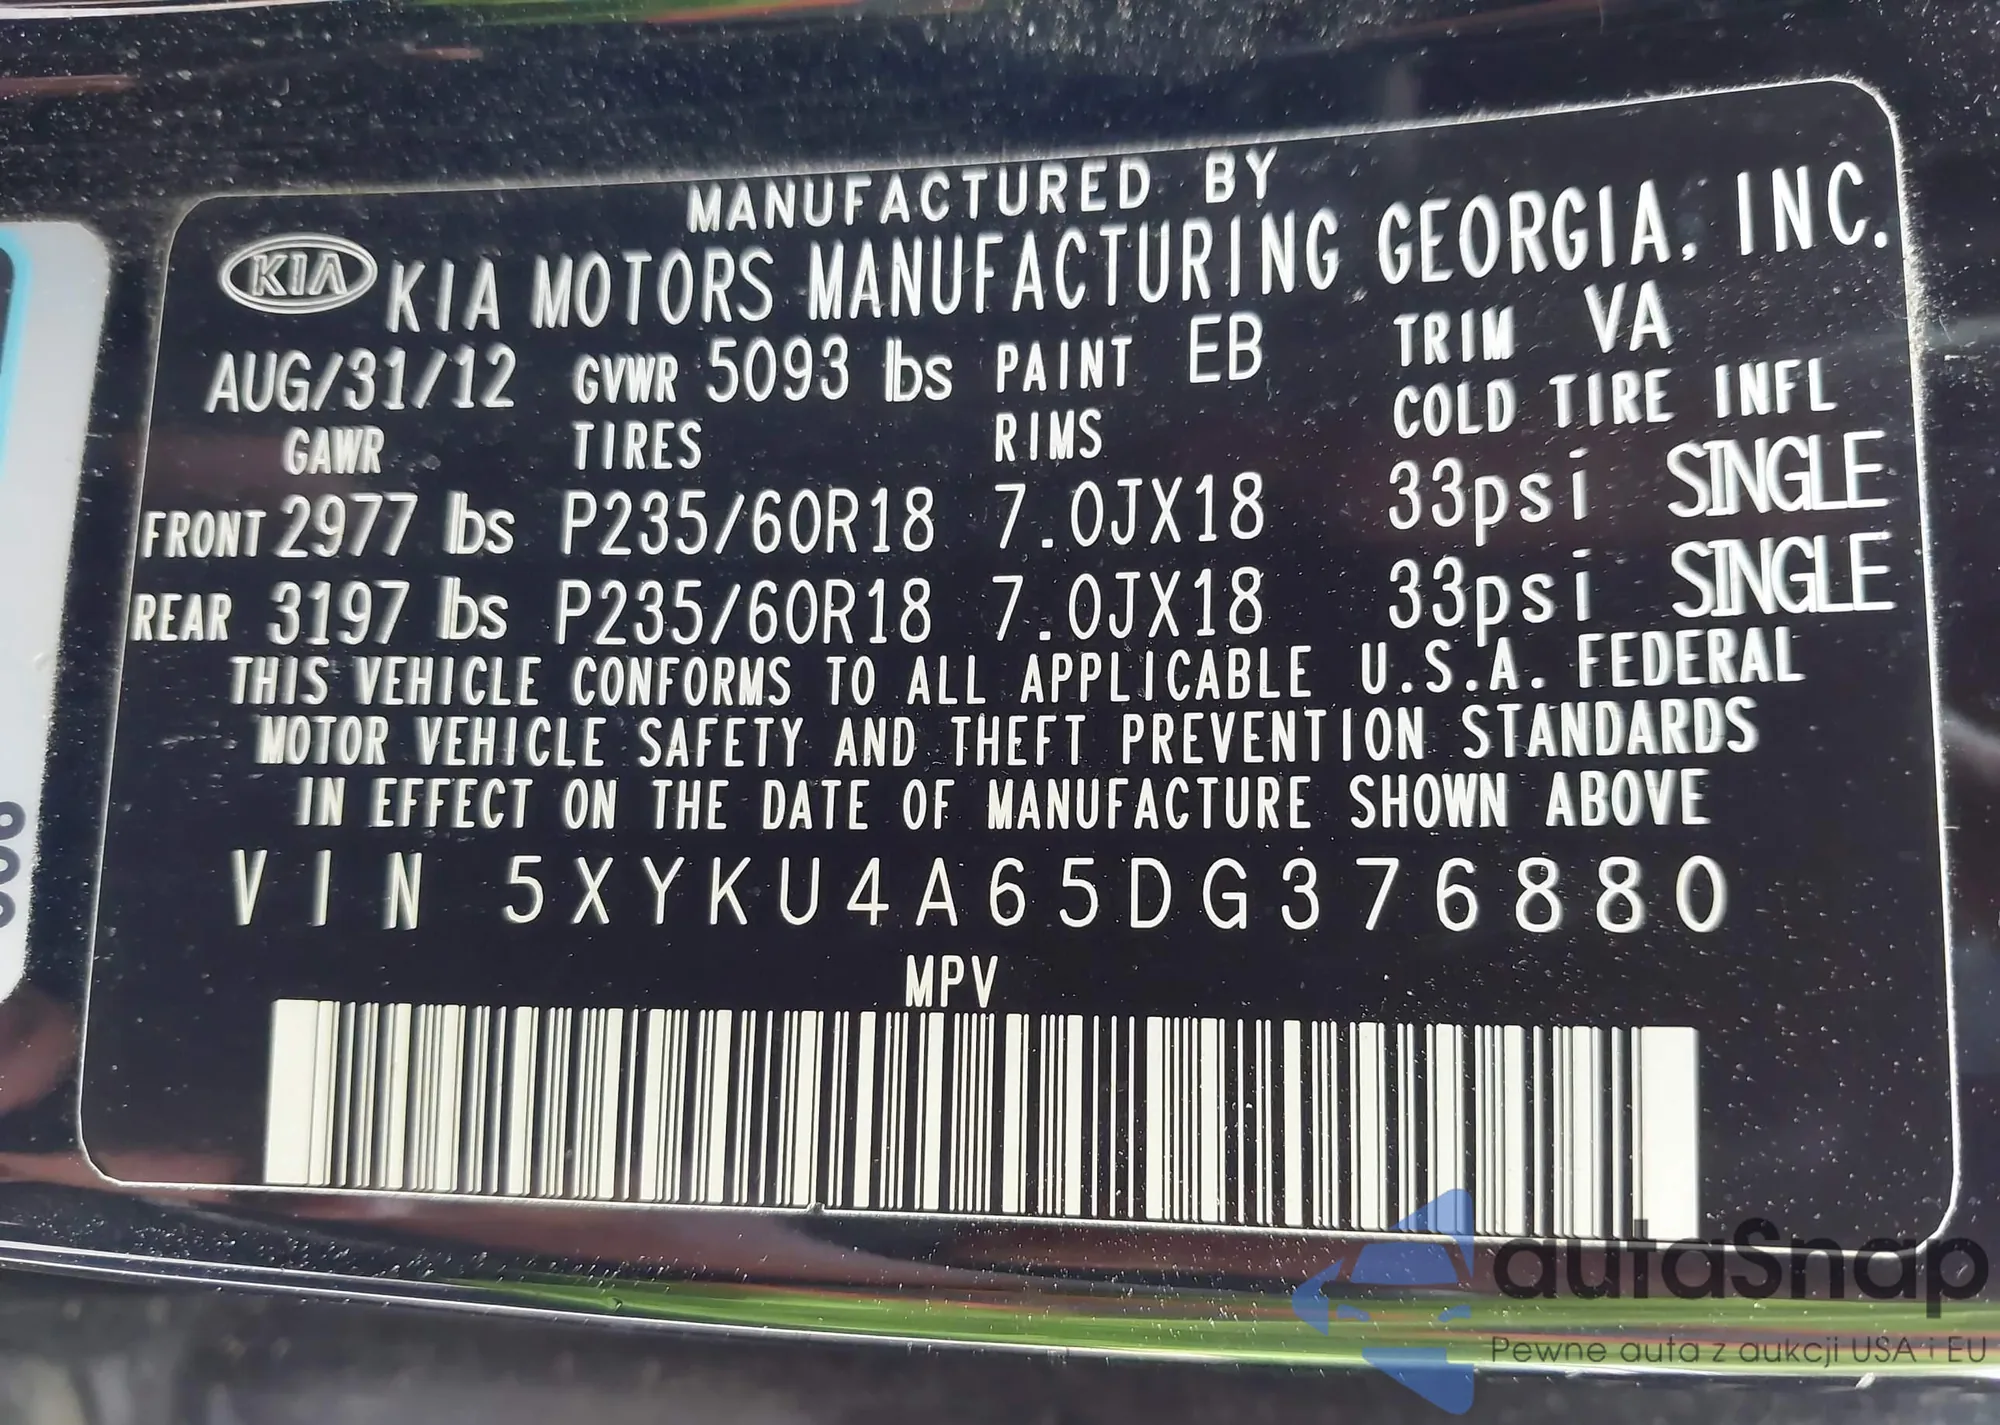 MANUFACTURED BY
KIA KIA MOTORS MANUFACTURING GEORGIA, INC.
AUG/31/12 GVWR 5093 lbs PAINT EB TRIM VA
GAWR TIRES RIMS COLD TIRE INFL
FRONT 2977 lbs P235/60R18 7.0JX18 33psi SINGLE
REAR 3197 lbs P235/60R18 7.0JX18 33psi SINGLE
THIS VEHICLE CONFORMS TO ALL APPLICABLE U.S.A. FEDERAL
MOTOR VEHICLE SAFETY AND THEFT PREVENTION STANDARDS
IN EFFECT ON THE DATE OF MANUFACTURE SHOWN ABOVE
VIN 5XYKU4A65DG376880
MPV
autaSnap
Pewne auta z aukcji USA i EU